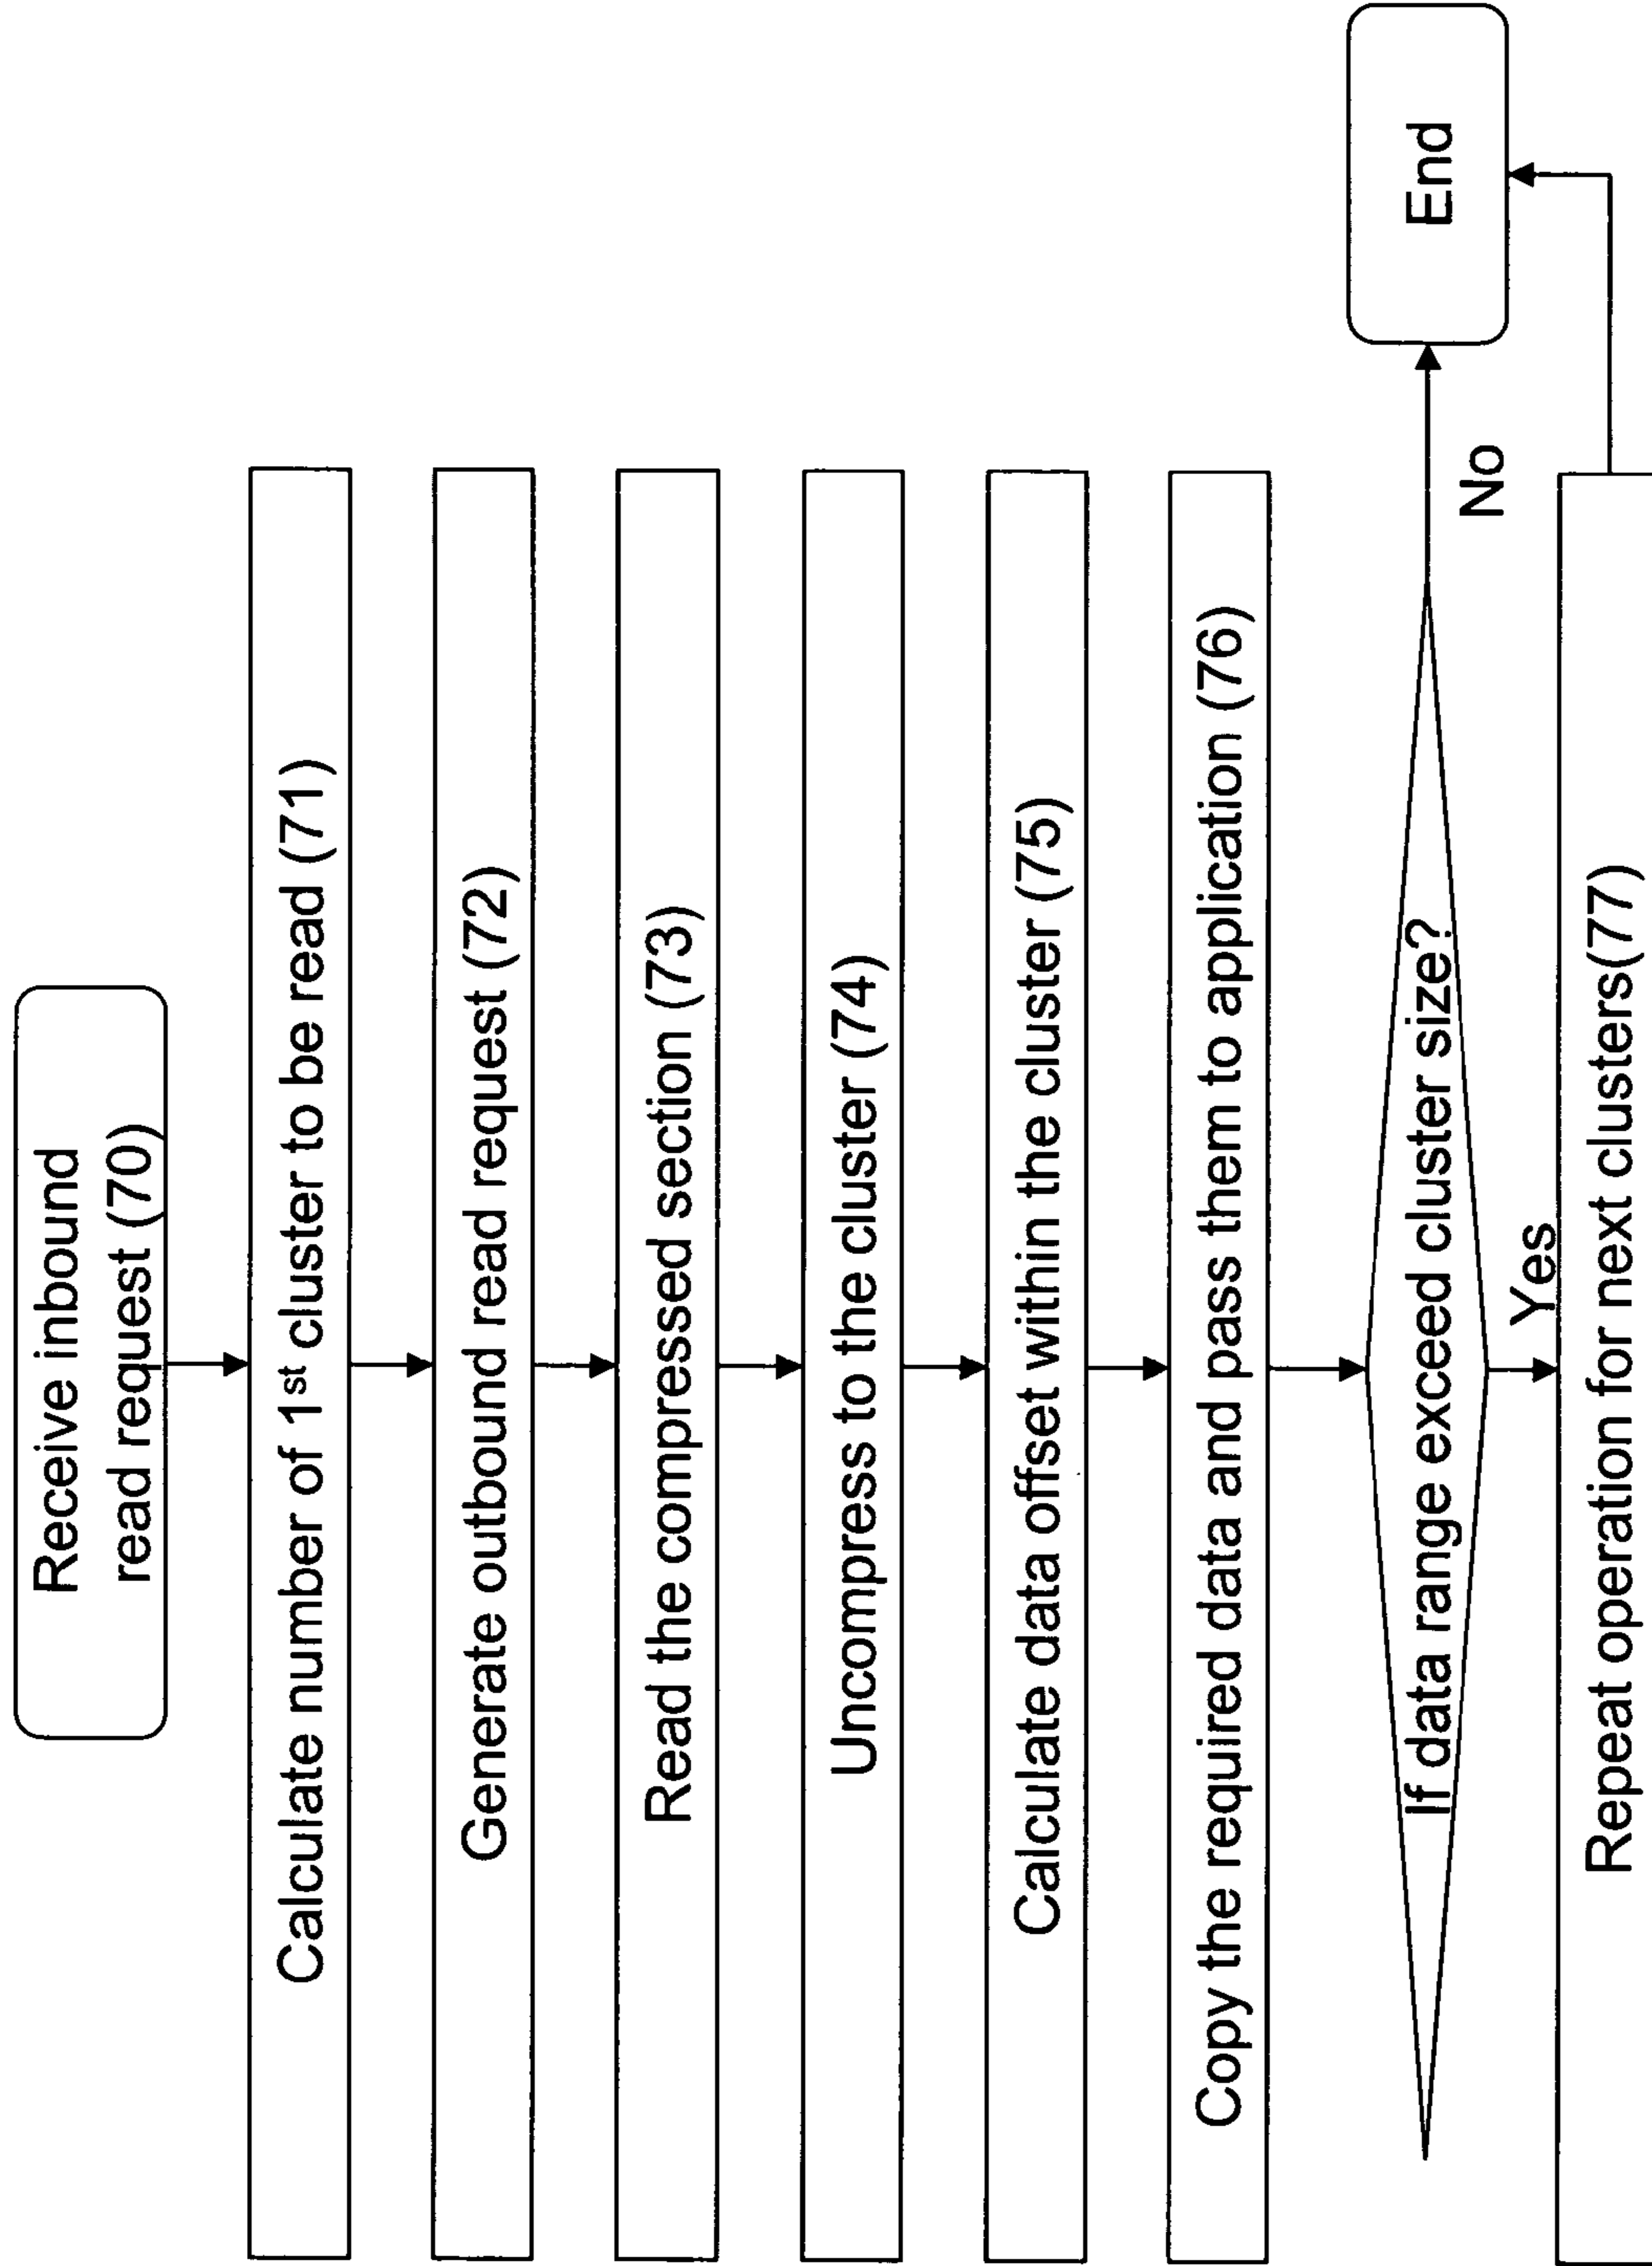 Receive inbound
read request (70)
Calculate number of 1st cluster to be read (71)
Generate outbound read request (72)
Read the compressed section (73)
Uncompress to the cluster (74)
Calculate data offset within the cluster (75)
Copy the required data and pass them to application (76)
If data range exceed cluster size?
No
End
Yes
Repeat operation for next clusters(77)